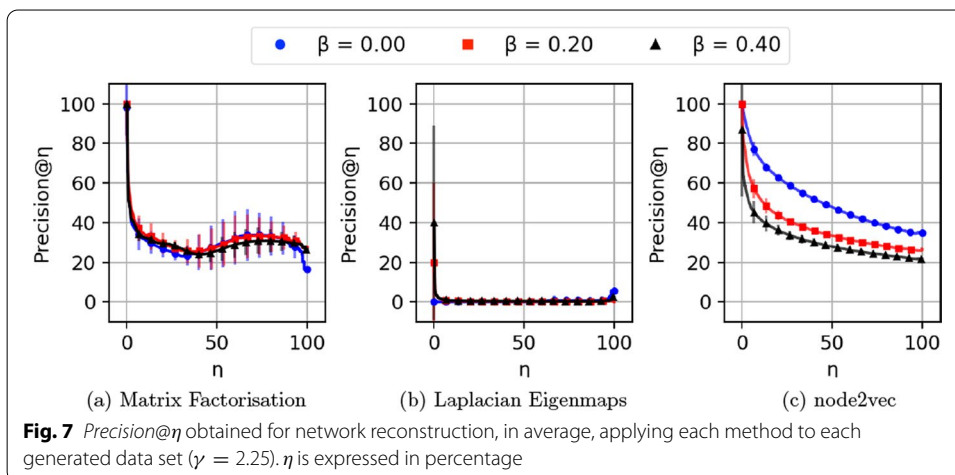 β = 0.00 β = 0.20 β = 0.40
100
80
60
40
20
0
Precision@η
0 50 100
η
(a) Matrix Factorisation
100
80
60
40
20
0
Precision@η
0 50 100
η
(b) Laplacian Eigenmaps
100
80
60
40
20
0
Precision@η
0 50 100
η
(c) node2vec
Fig. 7 Precision@η obtained for network reconstruction, in average, applying each method to each
generated data set (γ = 2.25). η is expressed in percentage